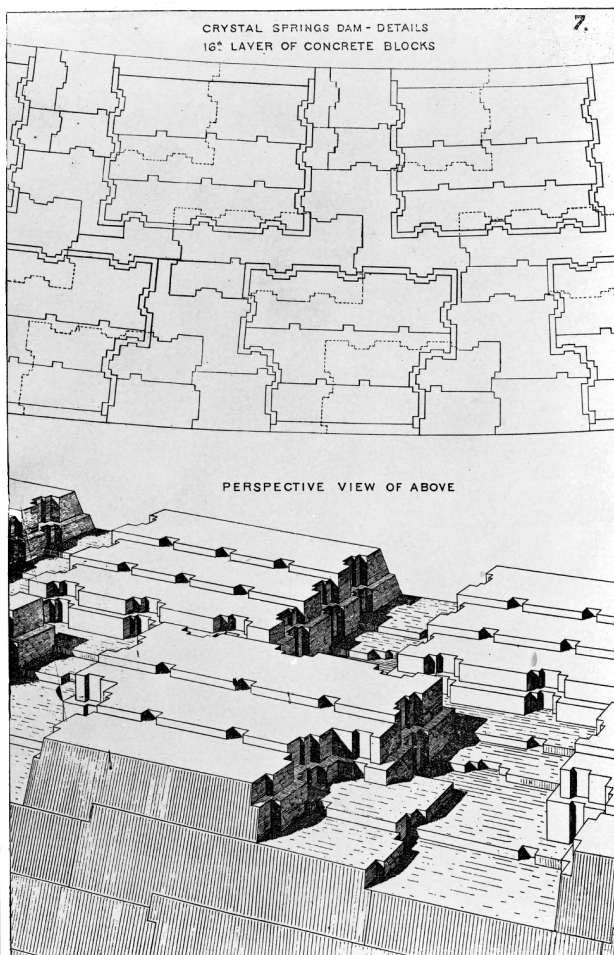 7.
CRYSTAL SPRINGS DAM - DETAILS
16th LAYER OF CONCRETE BLOCKS
PERSPECTIVE VIEW OF ABOVE